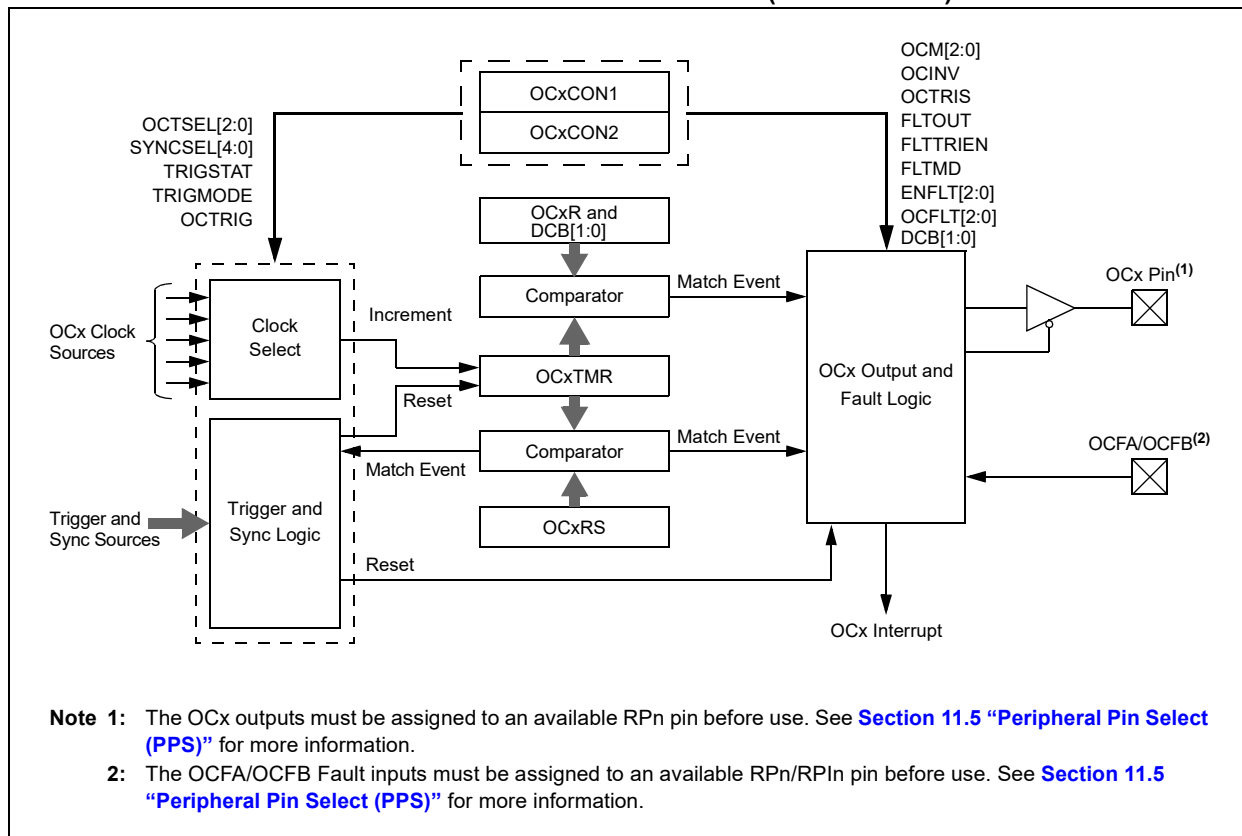 OCxCON1
OCxCON2
OCM[2:0]
OCINV
OCTRIS
FLTOUT
FLTTRIEN
FLTMD
ENFLT[2:0]
OCFLT[2:0]
DCB[1:0]
OCTSEL[2:0]
SYNCSEL[4:0]
TRIGSTAT
TRIGMODE
OCTRIG
OCxR and
DCB[1:0]
Comparator
Match Event
OCx Pin(1)
OCx Clock
Sources
Clock
Select
Increment
OCxTMR
Reset
OCx Output and
Fault Logic
Comparator
Match Event
Match Event
OCFA/OCFB(2)
Trigger and
Sync Sources
Trigger and
Sync Logic
OCxRS
Reset
OCx Interrupt
Note 1: The OCx outputs must be assigned to an available RPn pin before use. See Section 11.5 “Peripheral Pin Select
(PPS)” for more information.
2: The OCFA/OCFB Fault inputs must be assigned to an available RPn/RPIn pin before use. See Section 11.5
“Peripheral Pin Select (PPS)” for more information.